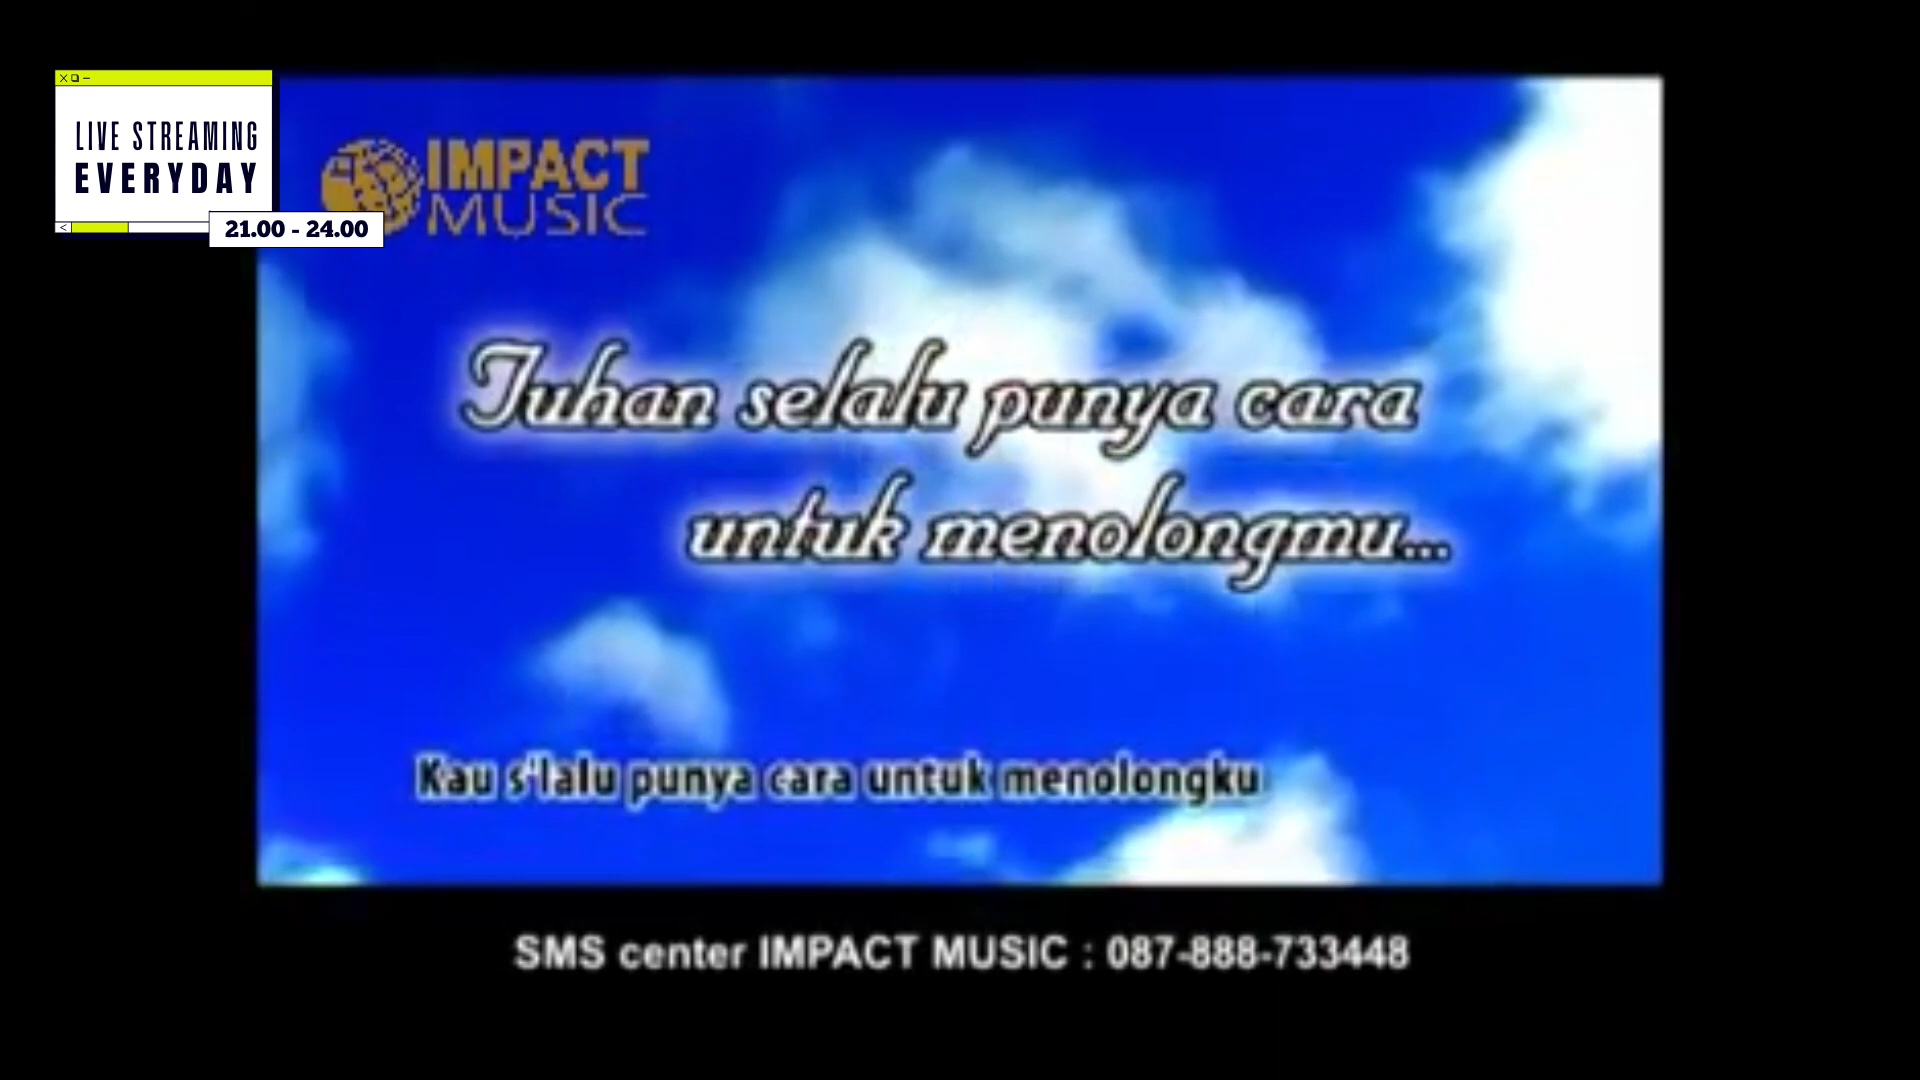 LIVE STREAMING
EVERYDAY
21.00 - 24.00
IMPACT
MUSIC
Tuhan selalu punya cara
untuk menolongmu...
Kau s'lalu punya cara untuk menolongku
SMS center IMPACT MUSIC : 087-888-733448